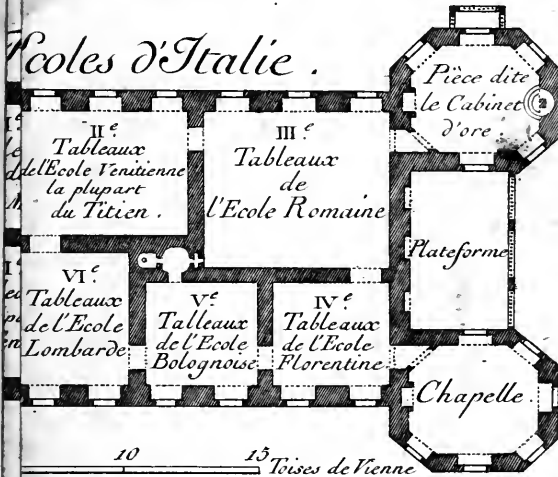 Ecoles d'Italie.
Pièce dite
le Cabinet
d'ore.
II.e
Tableaux
de l'Ecole Venitienne
la plupart
du Titien.
III.e
Tableaux
de
l'Ecole Romaine
Plateforme
VI.e
Tableaux
de l'Ecole
Lombarde
V.e
Talleaux
de l'Ecole
Bolognoise
IV.e
Tableaux
de l'Ecole
Florentine
Chapelle.
10 15 Toises de Vienne